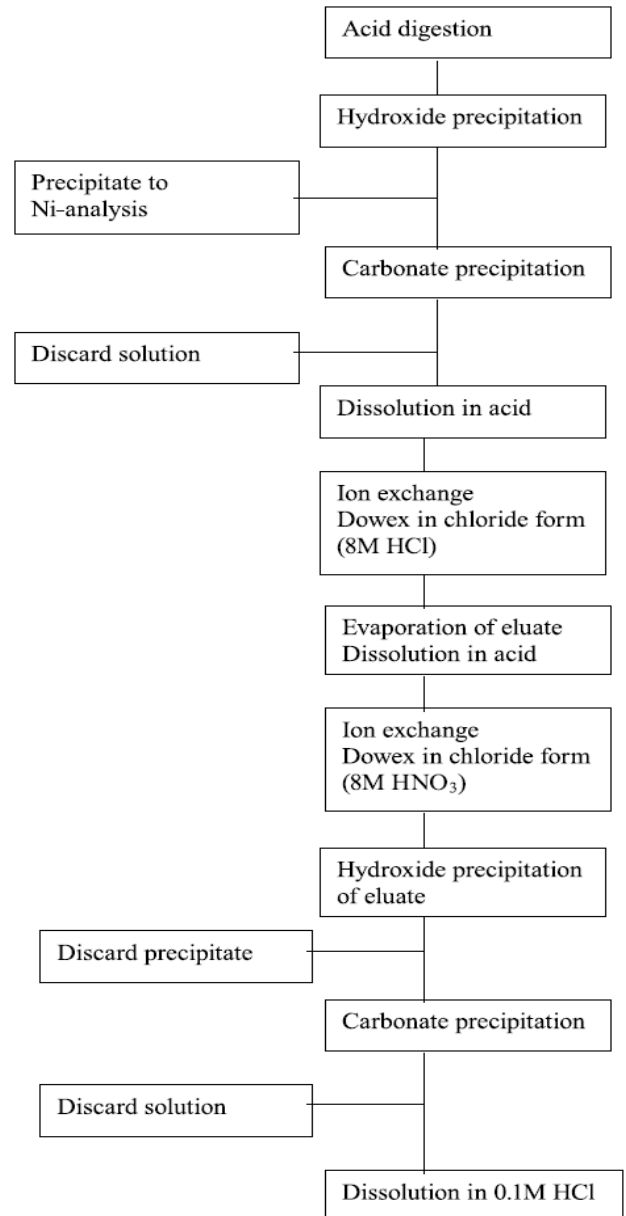 Acid digestion
Hydroxide precipitation
Precipitate to
Ni-analysis
Carbonate precipitation
Discard solution
Dissolution in acid
Ion exchange
Dowex in chloride form
(8M HCl)
Evaporation of eluate
Dissolution in acid
Ion exchange
Dowex in chloride form
(8M HNO₃)
Hydroxide precipitation
of eluate
Discard precipitate
Carbonate precipitation
Discard solution
Dissolution in 0.1M HCl